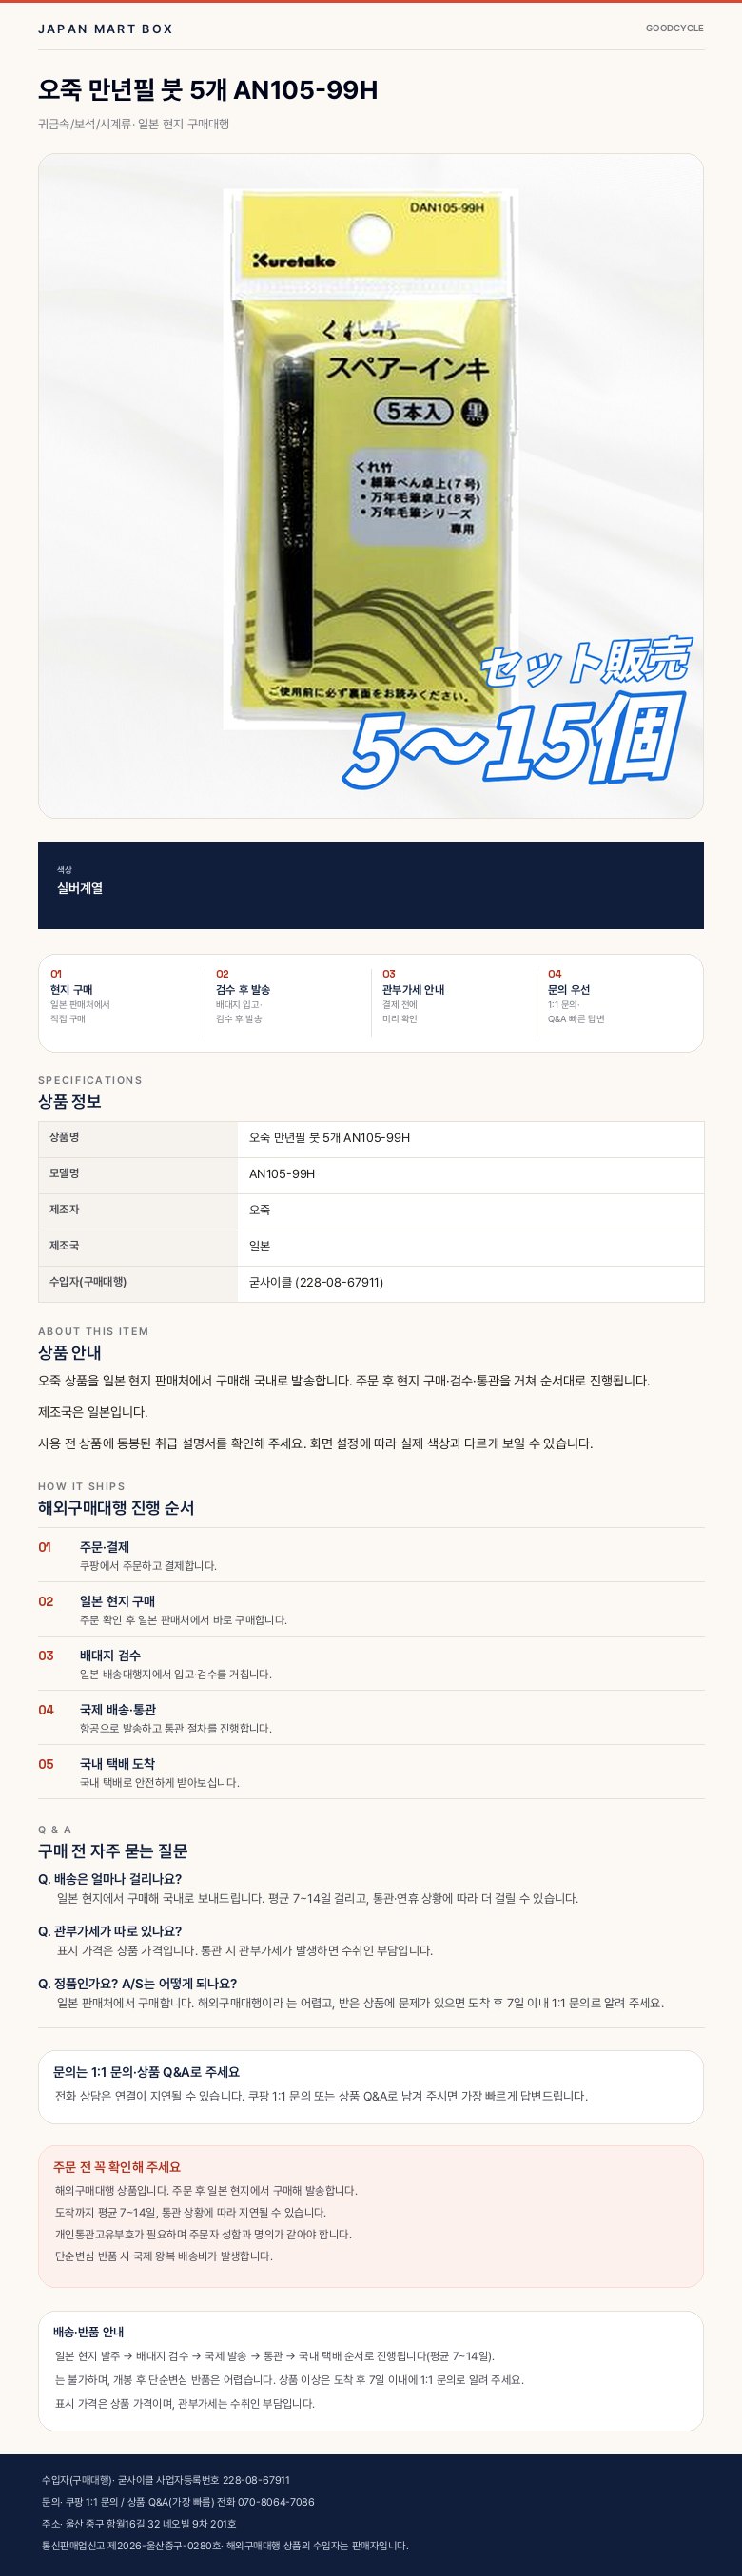 JAPAN MART BOX
GOODCYCLE
오죽 만년필 붓 5개 AN105-99H
귀금속/보석/시계류· 일본 현지 구매대행
DAN105-99H
Kuretake
くれ竹
スペアーインキ
5本入 黒
くれ竹
・細筆ぺん卓上(7号)
・万年毛筆卓上(8号)
・万年毛筆シリーズ
専用
ご使用前に必ず裏面をお読みください。
セット販売
5〜15個
색상
실버계열
01
현지 구매
일본 판매처에서
직접 구매
02
검수 후 발송
배대지 입고·
검수 후 발송
03
관부가세 안내
결제 전에
미리 확인
04
문의 우선
1:1 문의·
Q&A 빠른 답변
SPECIFICATIONS
상품 정보
상품명 오죽 만년필 붓 5개 AN105-99H
모델명 AN105-99H
제조자 오죽
제조국 일본
수입자(구매대행) 굳사이클 (228-08-67911)
ABOUT THIS ITEM
상품 안내
오죽 상품을 일본 현지 판매처에서 구매해 국내로 발송합니다. 주문 후 현지 구매·검수·통관을 거쳐 순서대로 진행됩니다.
제조국은 일본입니다.
사용 전 상품에 동봉된 취급 설명서를 확인해 주세요. 화면 설정에 따라 실제 색상과 다르게 보일 수 있습니다.
HOW IT SHIPS
해외구매대행 진행 순서
01 주문·결제
쿠팡에서 주문하고 결제합니다.
02 일본 현지 구매
주문 확인 후 일본 판매처에서 바로 구매합니다.
03 배대지 검수
일본 배송대행지에서 입고·검수를 거칩니다.
04 국제 배송·통관
항공으로 발송하고 통관 절차를 진행합니다.
05 국내 택배 도착
국내 택배로 안전하게 받아보십니다.
Q & A
구매 전 자주 묻는 질문
Q. 배송은 얼마나 걸리나요?
일본 현지에서 구매해 국내로 보내드립니다. 평균 7~14일 걸리고, 통관·연휴 상황에 따라 더 걸릴 수 있습니다.
Q. 관부가세가 따로 있나요?
표시 가격은 상품 가격입니다. 통관 시 관부가세가 발생하면 수취인 부담입니다.
Q. 정품인가요? A/S는 어떻게 되나요?
일본 판매처에서 구매합니다. 해외구매대행이라 는 어렵고, 받은 상품에 문제가 있으면 도착 후 7일 이내 1:1 문의로 알려 주세요.
문의는 1:1 문의·상품 Q&A로 주세요
전화 상담은 연결이 지연될 수 있습니다. 쿠팡 1:1 문의 또는 상품 Q&A로 남겨 주시면 가장 빠르게 답변드립니다.
주문 전 꼭 확인해 주세요
해외구매대행 상품입니다. 주문 후 일본 현지에서 구매해 발송합니다.
도착까지 평균 7~14일, 통관 상황에 따라 지연될 수 있습니다.
개인통관고유부호가 필요하며 주문자 성함과 명의가 같아야 합니다.
단순변심 반품 시 국제 왕복 배송비가 발생합니다.
배송·반품 안내
일본 현지 발주 → 배대지 검수 → 국제 발송 → 통관 → 국내 택배 순서로 진행됩니다(평균 7~14일).
는 불가하며, 개봉 후 단순변심 반품은 어렵습니다. 상품 이상은 도착 후 7일 이내에 1:1 문의로 알려 주세요.
표시 가격은 상품 가격이며, 관부가세는 수취인 부담입니다.
수입자(구매대행)· 굳사이클 사업자등록번호 228-08-67911
문의· 쿠팡 1:1 문의 / 상품 Q&A(가장 빠름) 전화 070-8064-7086
주소· 울산 중구 함월16길 32 네오빌 9차 201호
통신판매업신고 제2026-울산중구-0280호· 해외구매대행 상품의 수입자는 판매자입니다.